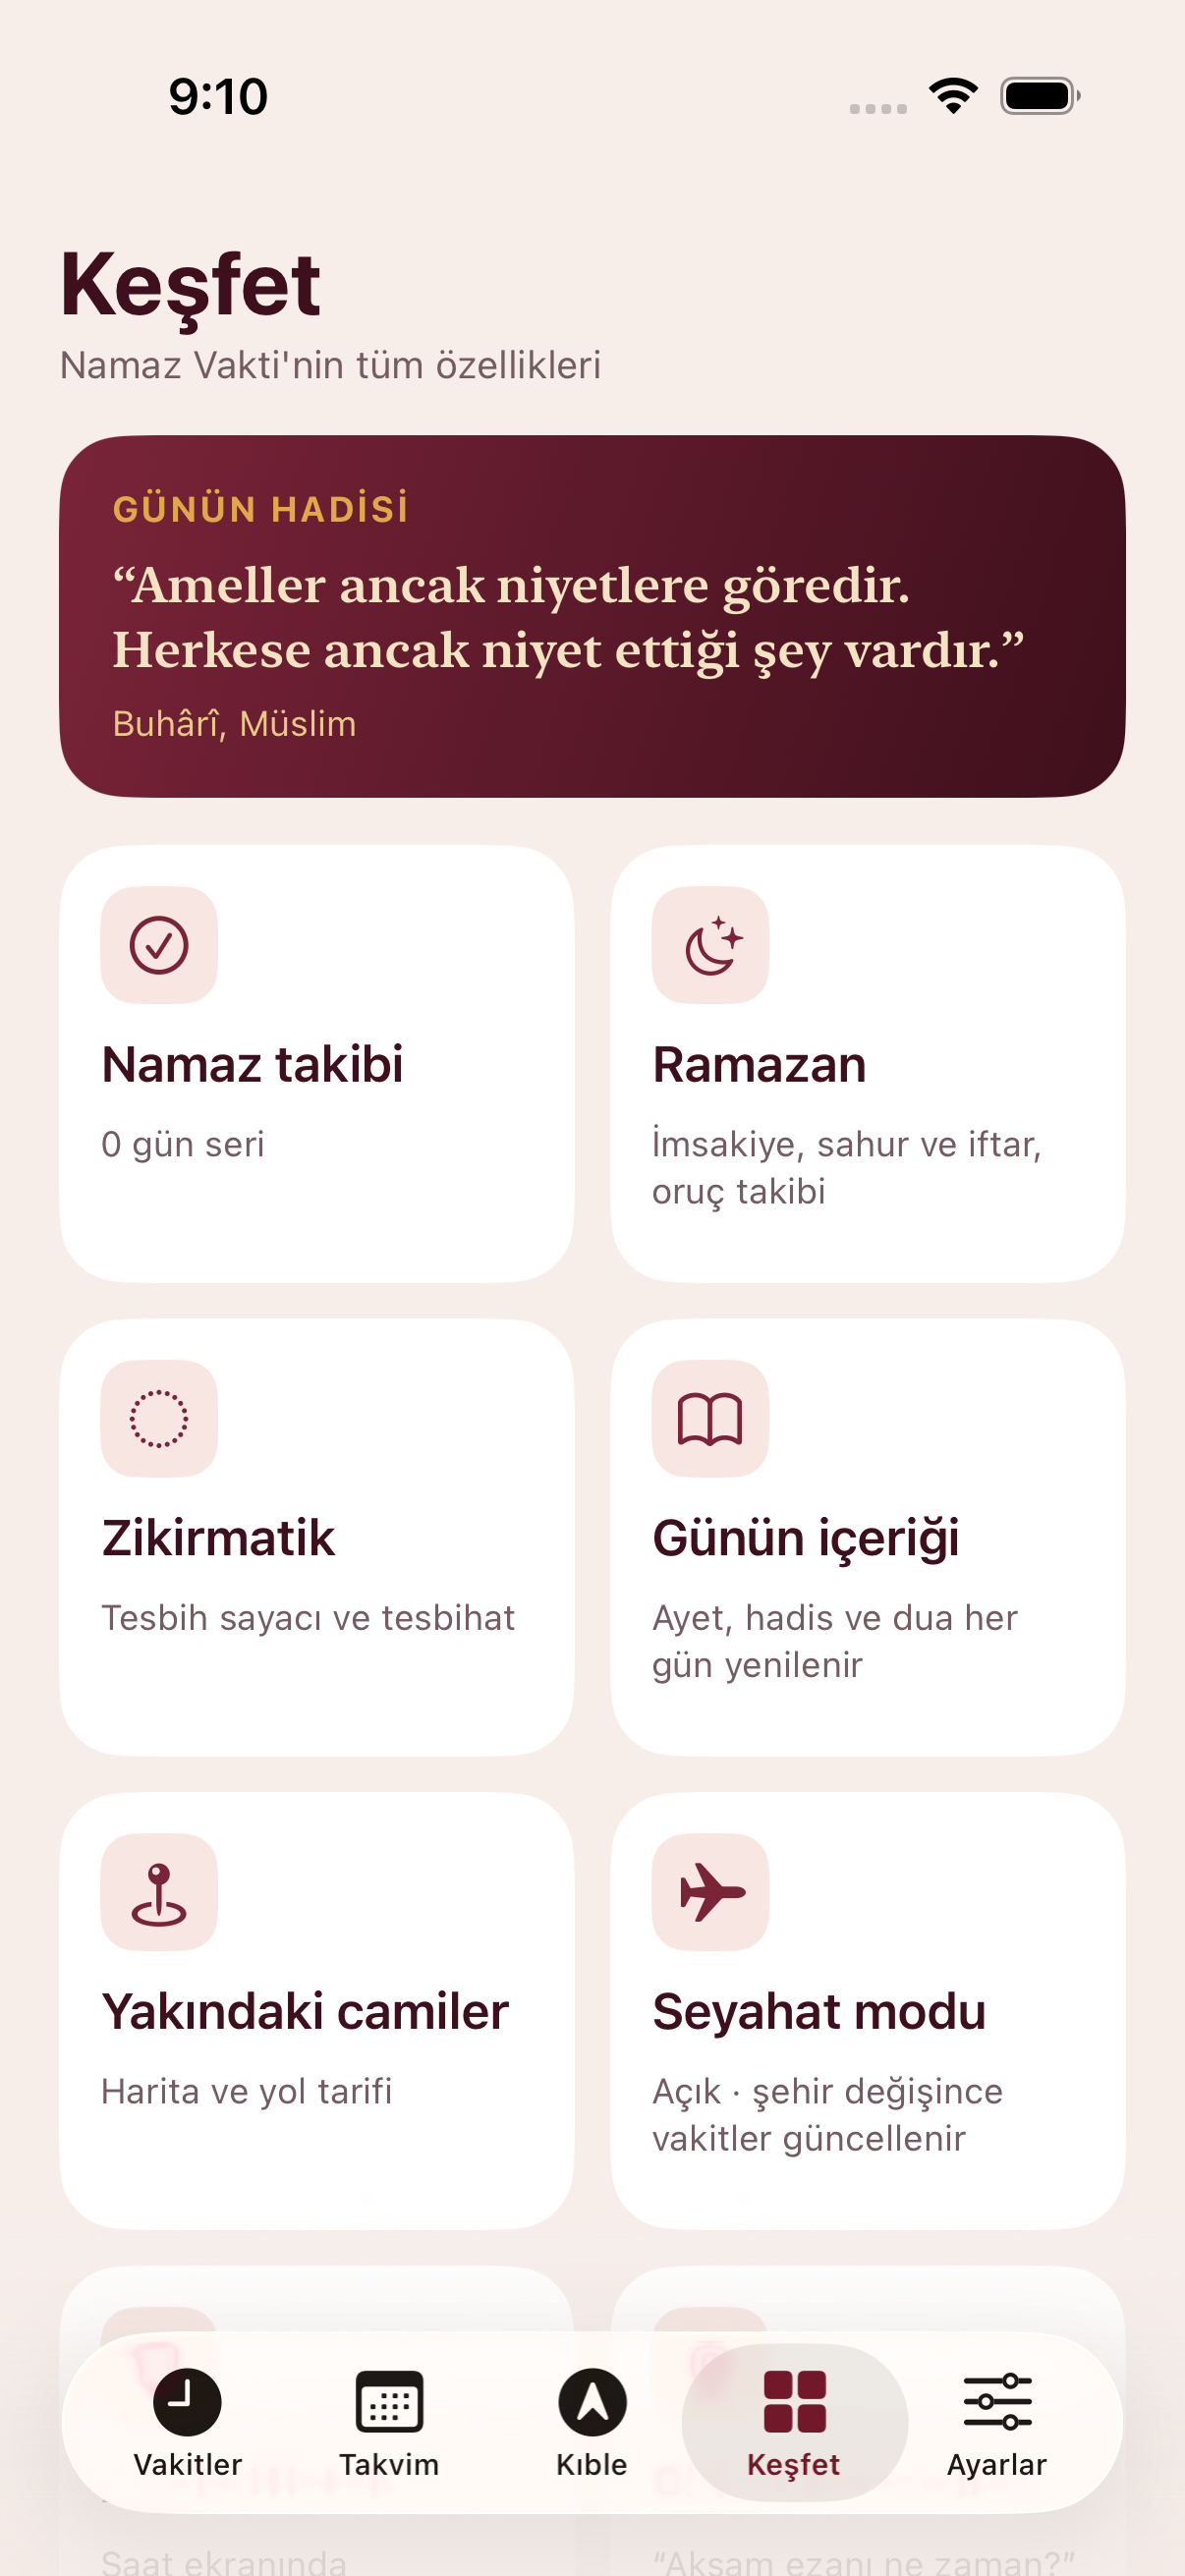 9:10
Keşfet
Namaz Vakti'nin tüm özellikleri
GÜNÜN HADİSİ
“Ameller ancak niyetlere göredir.
Herkese ancak niyet ettiği şey vardır.”
Buhârî, Müslim
Namaz takibi
0 gün seri
Ramazan
İmsakiye, sahur ve iftar,
oruç takibi
Zikirmatik
Tesbih sayacı ve tesbihat
Günün içeriği
Ayet, hadis ve dua her
gün yenilenir
Yakındaki camiler
Harita ve yol tarifi
Seyahat modu
Açık · şehir değişince
vakitler güncellenir
Vakitler
Takvim
Kıble
Keşfet
Ayarlar
Saat ekranında
“Akşam ezanı ne zaman?”